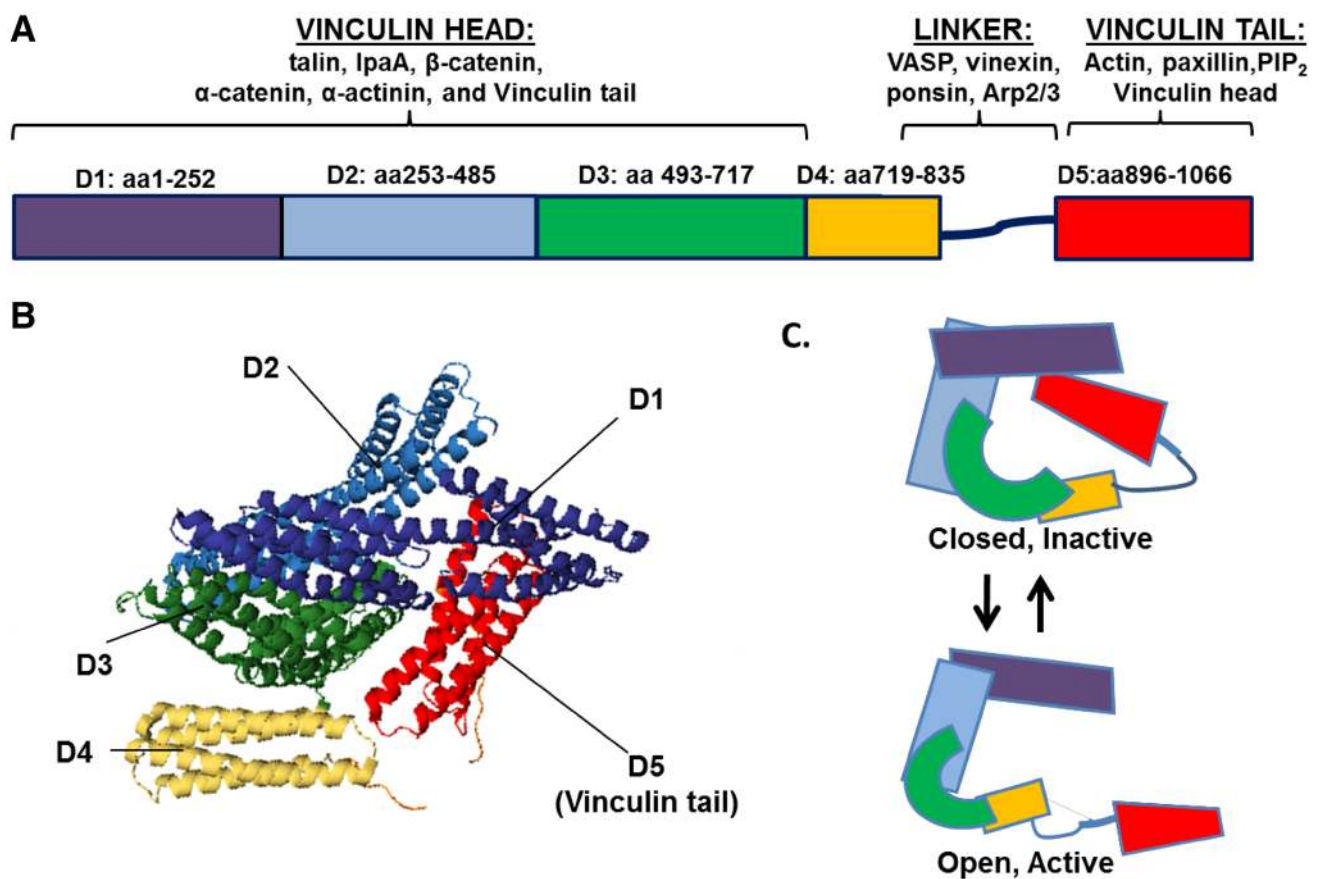 A
VINCULIN HEAD:
talin, IpaA, β-catenin,
α-catenin, α-actinin, and Vinculin tail
LINKER:
VASP, vinexin,
ponsin, Arp2/3
VINCULIN TAIL:
Actin, paxillin,PIP2
Vinculin head
D1: aa1-252
D2: aa253-485
D3: aa 493-717
D4: aa719-835
D5:aa896-1066
B
D2
D1
D3
D4
D5
(Vinculin tail)
C.
Closed, Inactive
Open, Active